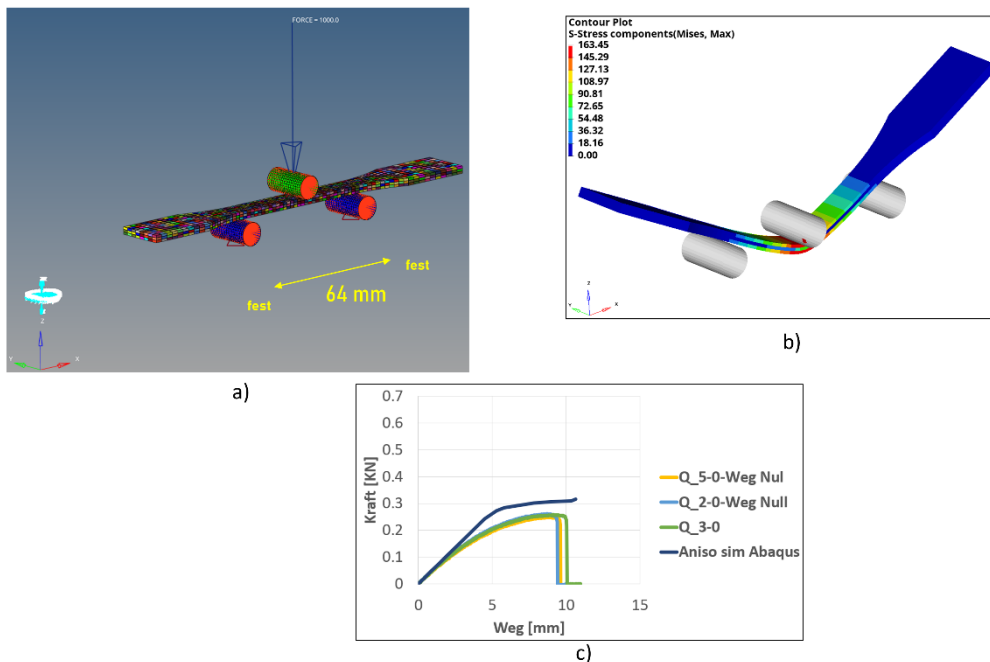 FORCE = 1000.0
fest
64 mm
fest
Z
Y
X
a)
Contour Plot
S-Stress components(Mises, Max)
163.45
145.29
127.13
108.97
90.81
72.65
54.48
36.32
18.16
0.00
Z
Y
X
b)
Kraft [KN]
0.7
0.6
0.5
0.4
0.3
0.2
0.1
0
0
5
10
15
Weg [mm]
Q_5-0-Weg Nul
Q_2-0-Weg Null
Q_3-0
Aniso sim Abaqus
c)